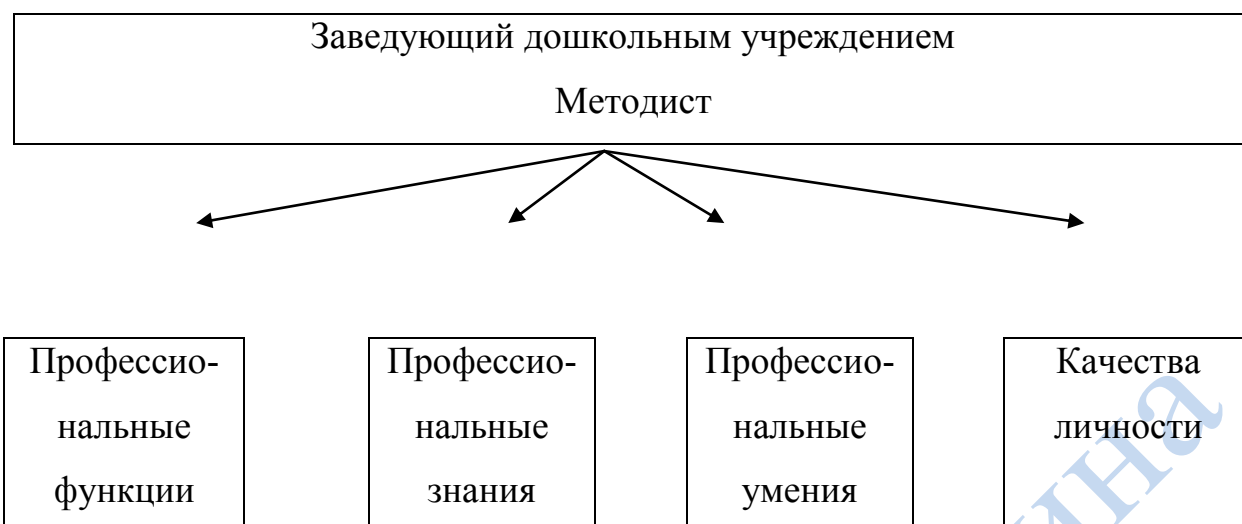 Заведующий дошкольным учреждением
Методист
Профессио-
нальные
функции
Профессио-
нальные
знания
Профессио-
нальные
умения
Качества
личности